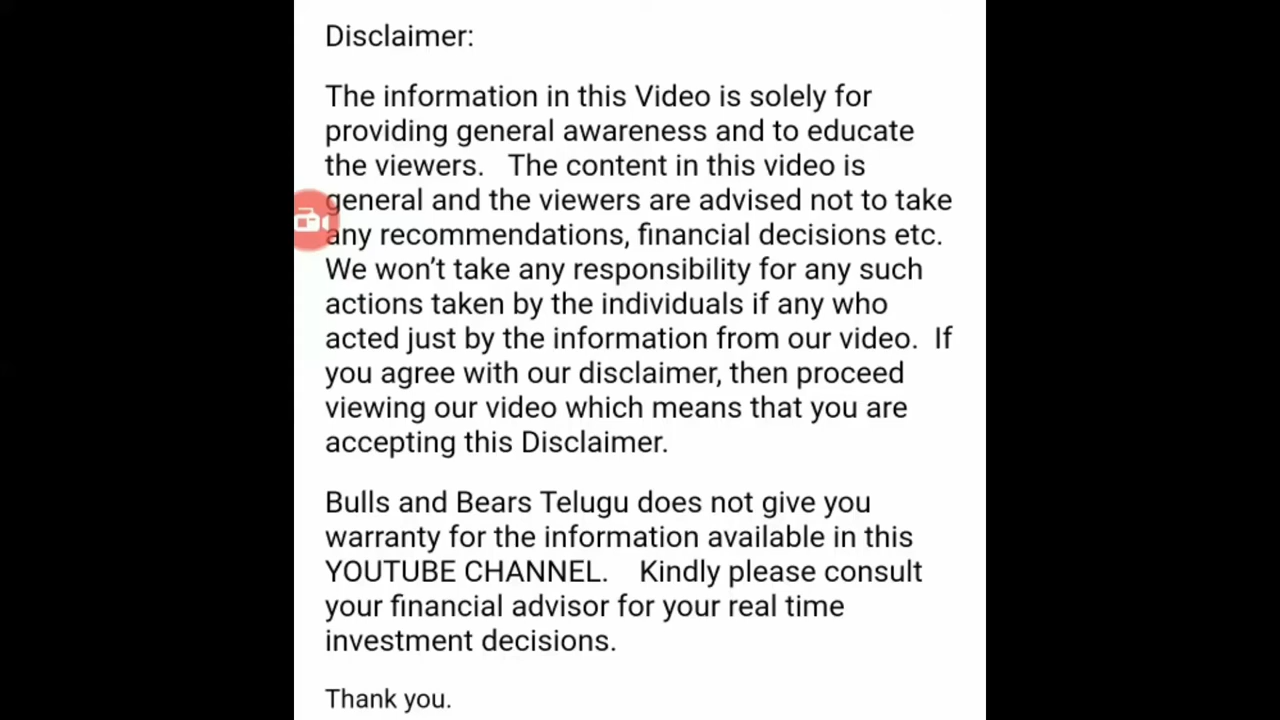 Disclaimer:
The information in this Video is solely for
providing general awareness and to educate
the viewers.   The content in this video is
general and the viewers are advised not to take
any recommendations, financial decisions etc.
We won’t take any responsibility for any such
actions taken by the individuals if any who
acted just by the information from our video.  If
you agree with our disclaimer, then proceed
viewing our video which means that you are
accepting this Disclaimer.
Bulls and Bears Telugu does not give you
warranty for the information available in this
YOUTUBE CHANNEL.    Kindly please consult
your financial advisor for your real time
investment decisions.
Thank you.